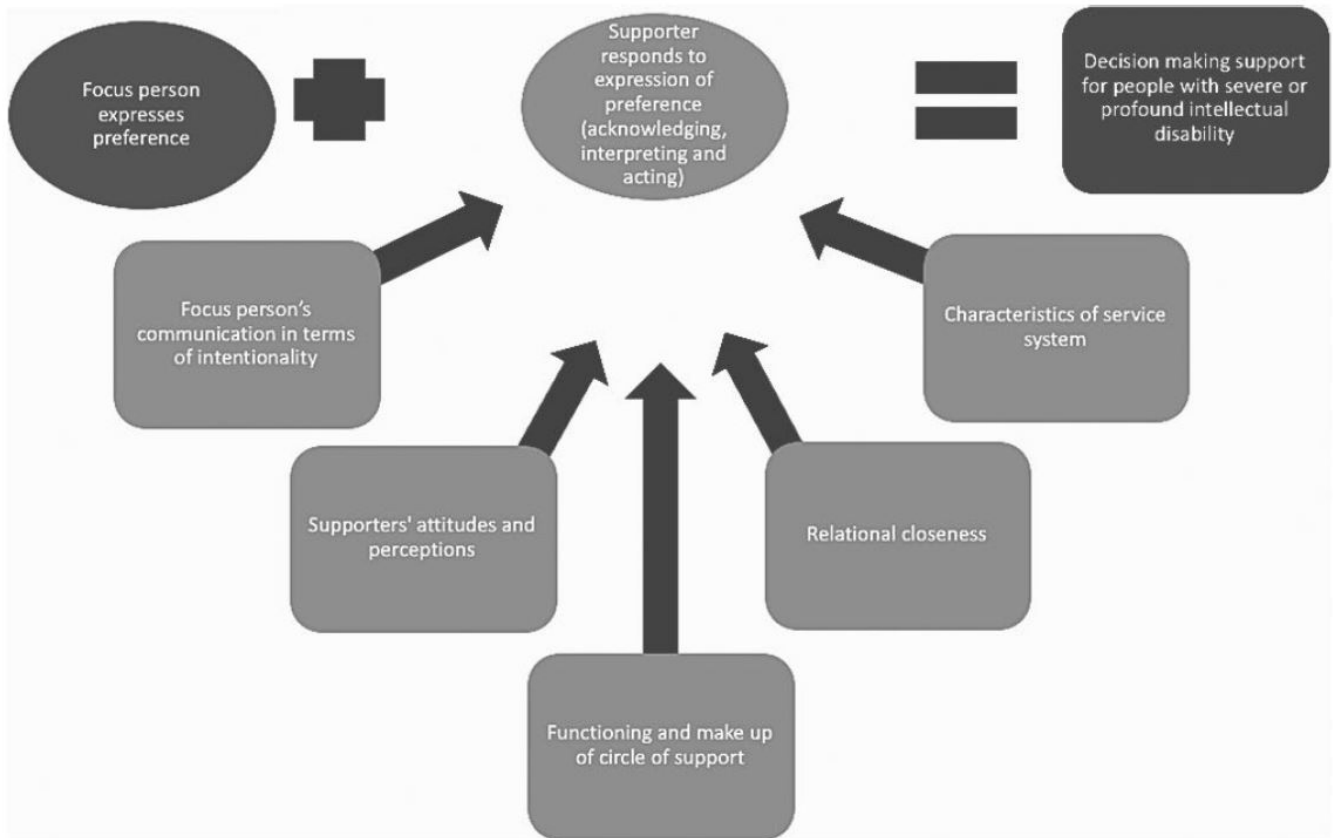 Focus person
expresses
preference
Supporter
responds to
expression of
preference
(acknowledging,
interpreting and
acting)
Decision making support
for people with severe or
profound intellectual
disability
Focus person’s
communication in terms
of intentionality
Characteristics of service
system
Supporters' attitudes and
perceptions
Relational closeness
Functioning and make up
of circle of support